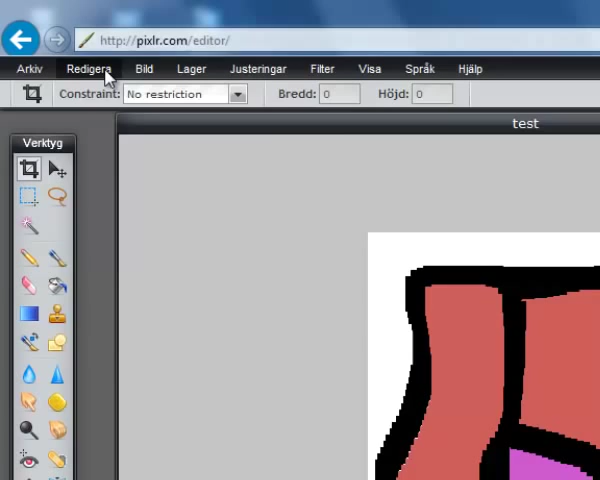 http://pixlr.com/editor/
Arkiv Redigera Bild Lager Justeringar Filter Visa Språk Hjälp
Constraint: No restriction Bredd: 0 Höjd: 0
test
Verktyg